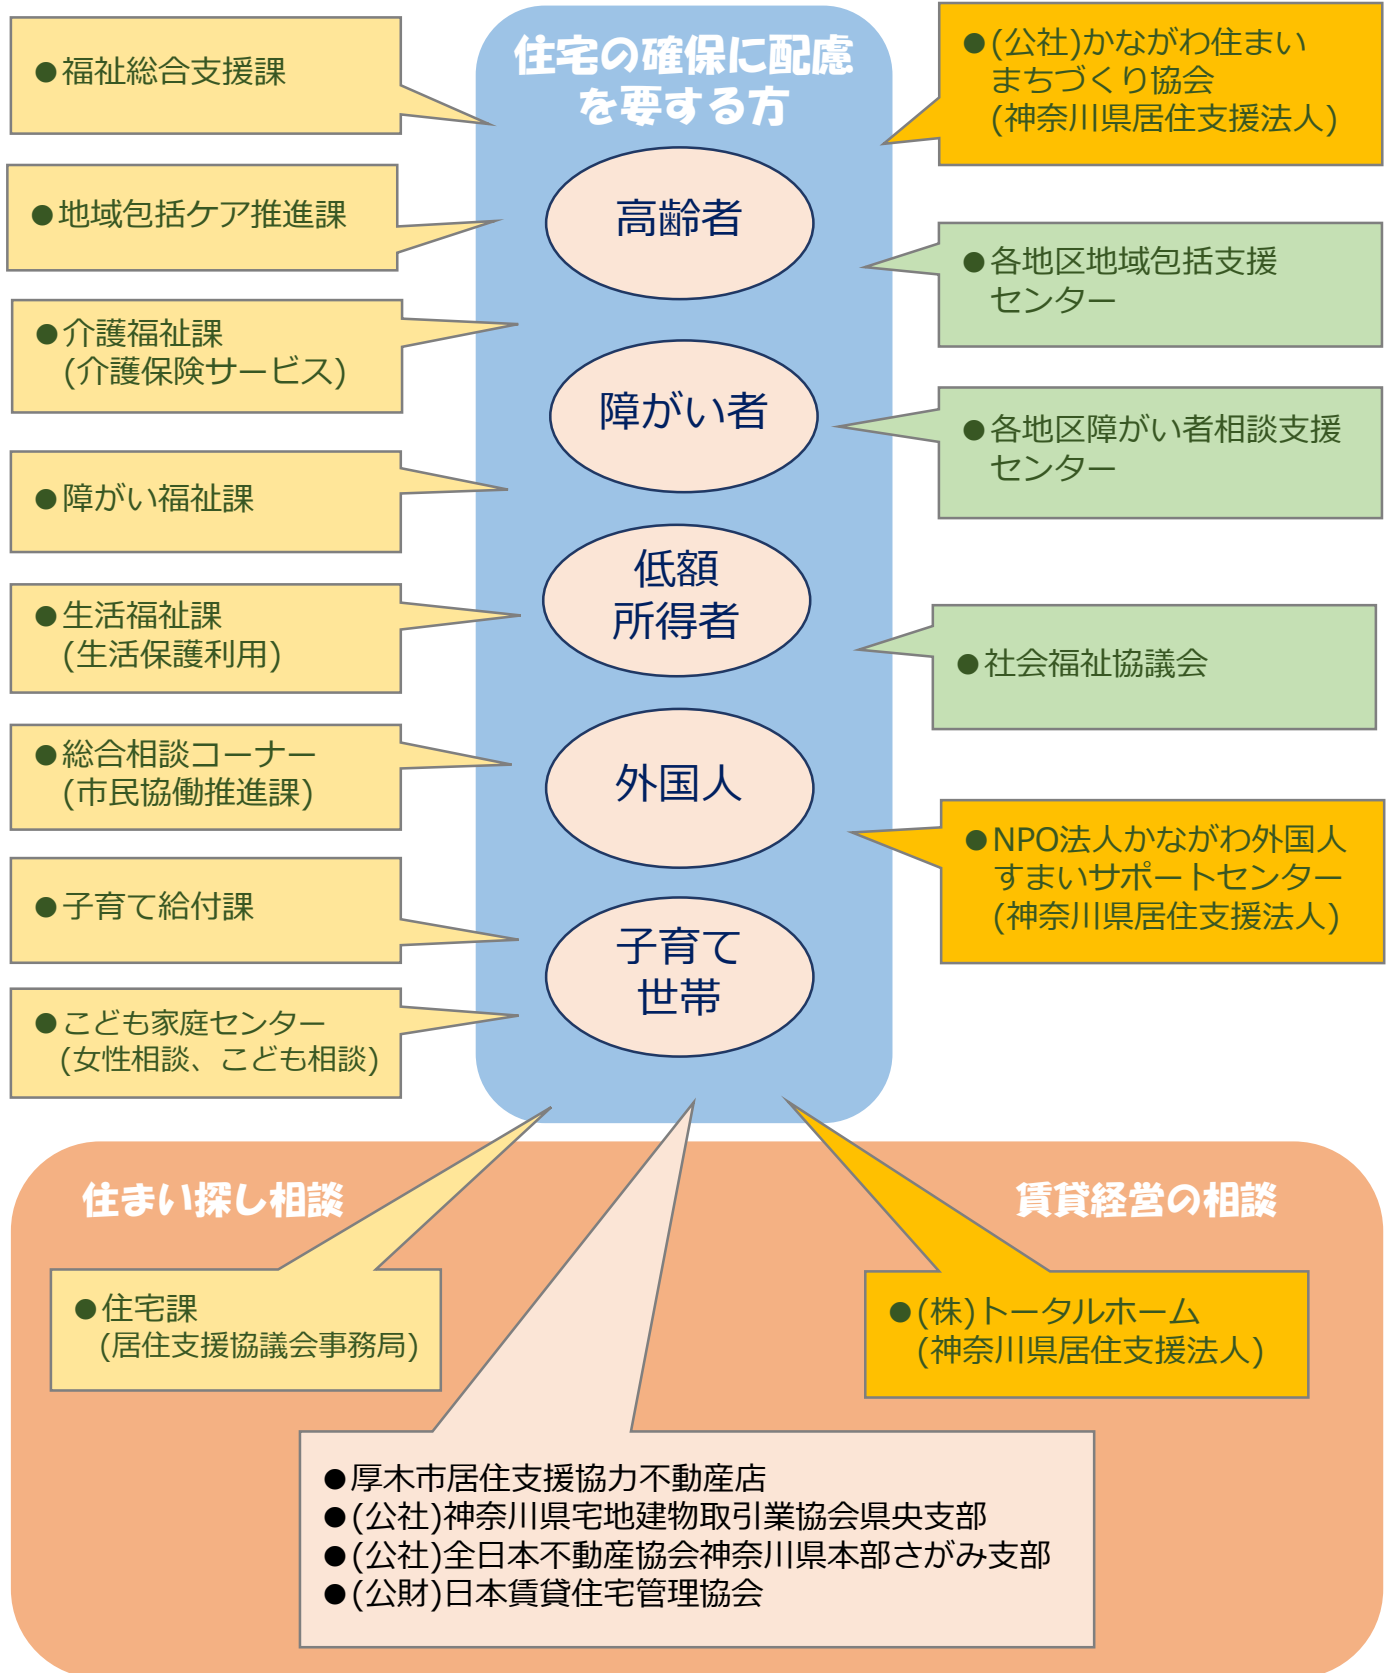 住宅の確保に配慮
を要する方
高齢者
障がい者
低額
所得者
外国人
子育て
世帯
●福祉総合支援課
●地域包括ケア推進課
●介護福祉課
(介護保険サービス)
●障がい福祉課
●生活福祉課
(生活保護利用)
●総合相談コーナー
(市民協働推進課)
●子育て給付課
●こども家庭センター
(女性相談、こども相談)
●(公社)かながわ住まい
まちづくり協会
(神奈川県居住支援法人)
●各地区地域包括支援
センター
●各地区障がい者相談支援
センター
●社会福祉協議会
●NPO法人かながわ外国人
すまいサポートセンター
(神奈川県居住支援法人)
住まい探し相談
賃貸経営の相談
●住宅課
(居住支援協議会事務局)
●(株)トータルホーム
(神奈川県居住支援法人)
●厚木市居住支援協力不動産店
●(公社)神奈川県宅地建物取引業協会県央支部
●(公社)全日本不動産協会神奈川県本部さがみ支部
●(公財)日本賃貸住宅管理協会